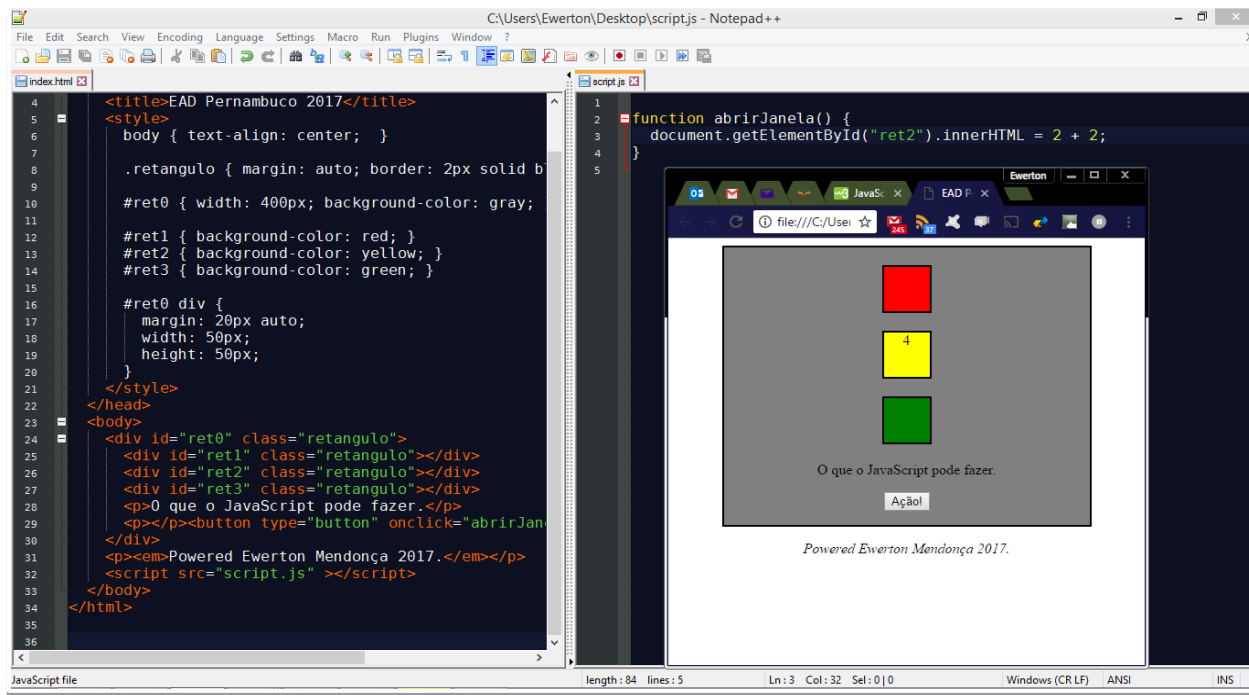 C:\Users\Ewerton\Desktop\script.js - Notepad++
File Edit Search View Encoding Language Settings Macro Run Plugins Window ?
index.html
script.js
4 <title>EAD Pernambuco 2017</title>
5 <style>
6 body { text-align: center; }
7
8 .retangulo { margin: auto; border: 2px solid b
9
10 #ret0 { width: 400px; background-color: gray;
11
12 #ret1 { background-color: red; }
13 #ret2 { background-color: yellow; }
14 #ret3 { background-color: green; }
15
16 #ret0 div {
17 margin: 20px auto;
18 width: 50px;
19 height: 50px;
20 }
21 </style>
22 </head>
23 <body>
24 <div id="ret0" class="retangulo">
25 <div id="ret1" class="retangulo"></div>
26 <div id="ret2" class="retangulo"></div>
27 <div id="ret3" class="retangulo"></div>
28 <p>O que o JavaScript pode fazer.</p>
29 <p></p><button type="button" onclick="abrirJan
30 </div>
31 <p><em>Powered Ewerton Mendonça 2017.</em></p>
32 <script src="script.js" ></script>
33 </body>
34 </html>
35
36
1
2 function abrirJanela() {
3 document.getElementById("ret2").innerHTML = 2 + 2;
4 }
5
Ewerton
JavaSc
EAD P
file:///C:/User
245
37
4
O que o JavaScript pode fazer.
Ação!
Powered Ewerton Mendonça 2017.
JavaScript file
length : 84 lines : 5
Ln : 3 Col : 32 Sel : 0 | 0
Windows (CR LF)
ANSI
INS